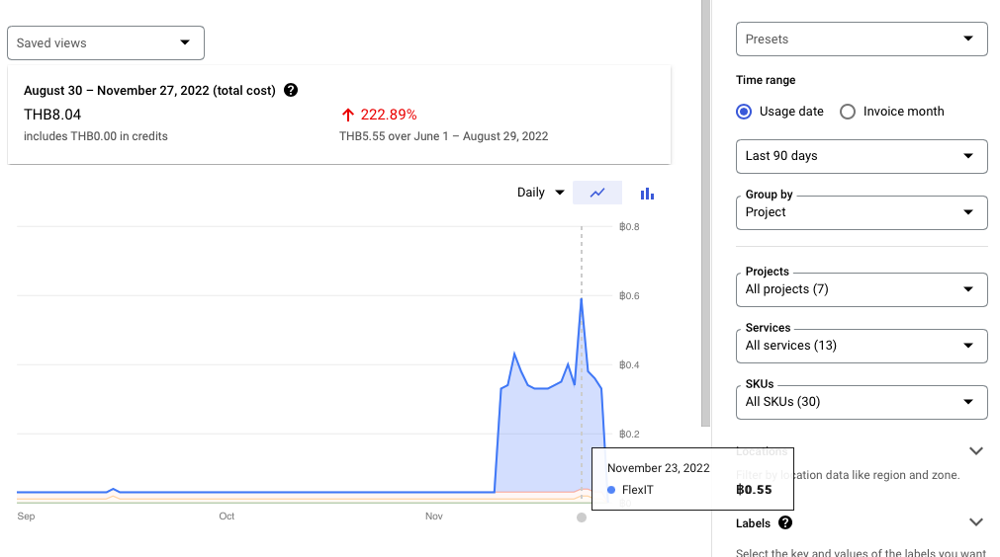 Saved views
August 30 – November 27, 2022 (total cost)
THB8.04
includes THB0.00 in credits
222.89%
THB5.55 over June 1 – August 29, 2022
Daily
฿0.8
฿0.6
฿0.4
฿0.2
฿0
Sep
Oct
Nov
November 23, 2022
FlexIT
฿0.55
Presets
Time range
Usage date
Invoice month
Last 90 days
Group by
Project
Projects
All projects (7)
Services
All services (13)
SKUs
All SKUs (30)
Locations
Filter by location data like region and zone.
Labels
Select the key and values of the labels you want